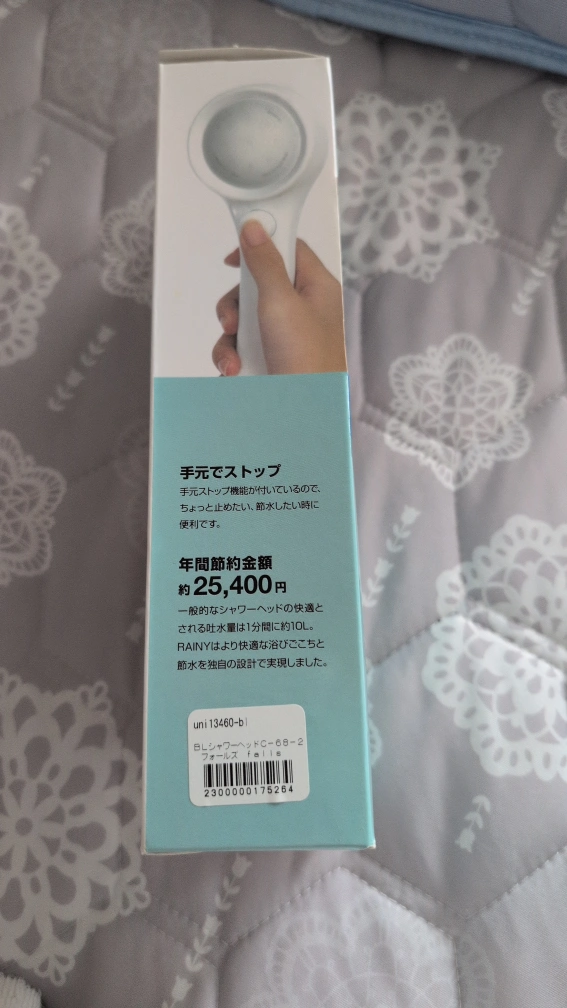 手元でストップ
手元ストップ機能が付いているので、
ちょっと止めたい、節水したい時に
便利です。
年間節約金額
約25,400円
一般的なシャワーヘッドの快適と
される吐水量は1分間に約10L。
RAINYはより快適な浴びごこちと
節水を独自の設計で実現しました。
uni13460-bl
BLシャワーヘッドC-68-2
フォールズ falls
2300000175264